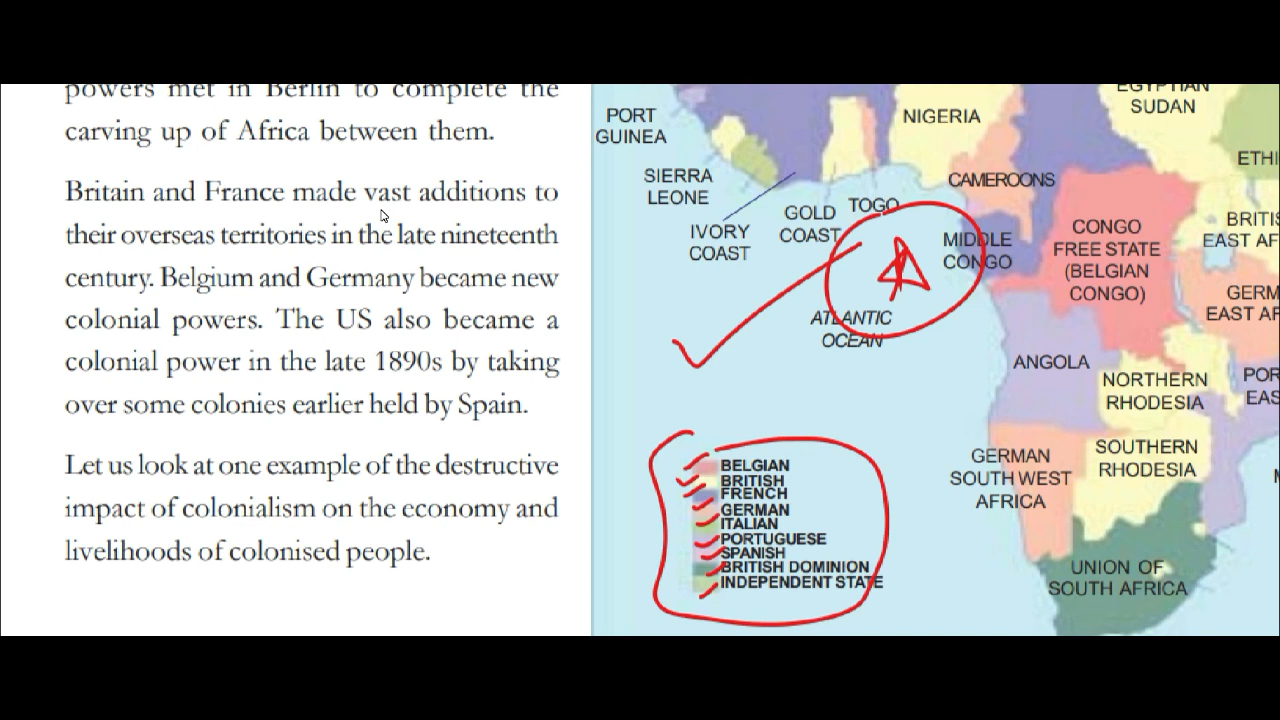 powers met in Berlin to complete the
carving up of Africa between them.
Britain and France made vast additions to
their overseas territories in the late nineteenth
century. Belgium and Germany became new
colonial powers. The US also became a
colonial power in the late 1890s by taking
over some colonies earlier held by Spain.
Let us look at one example of the destructive
impact of colonialism on the economy and
livelihoods of colonised people.
PORT
GUINEA
SIERRA
LEONE
IVORY
COAST
GOLD
COAST
TOGO
NIGERIA
CAMEROONS
EGYPTIAN
SUDAN
ETHI
MIDDLE
CONGO
CONGO
FREE STATE
(BELGIAN
CONGO)
BRITIS
EAST AF
GERM
EAST AF
A
ATLANTIC
OCEAN
ANGOLA
NORTHERN
RHODESIA
POR
EAS
GERMAN
SOUTH WEST
AFRICA
SOUTHERN
RHODESIA
UNION OF
SOUTH AFRICA
BELGIAN
BRITISH
FRENCH
GERMAN
ITALIAN
PORTUGUESE
SPANISH
BRITISH DOMINION
INDEPENDENT STATE